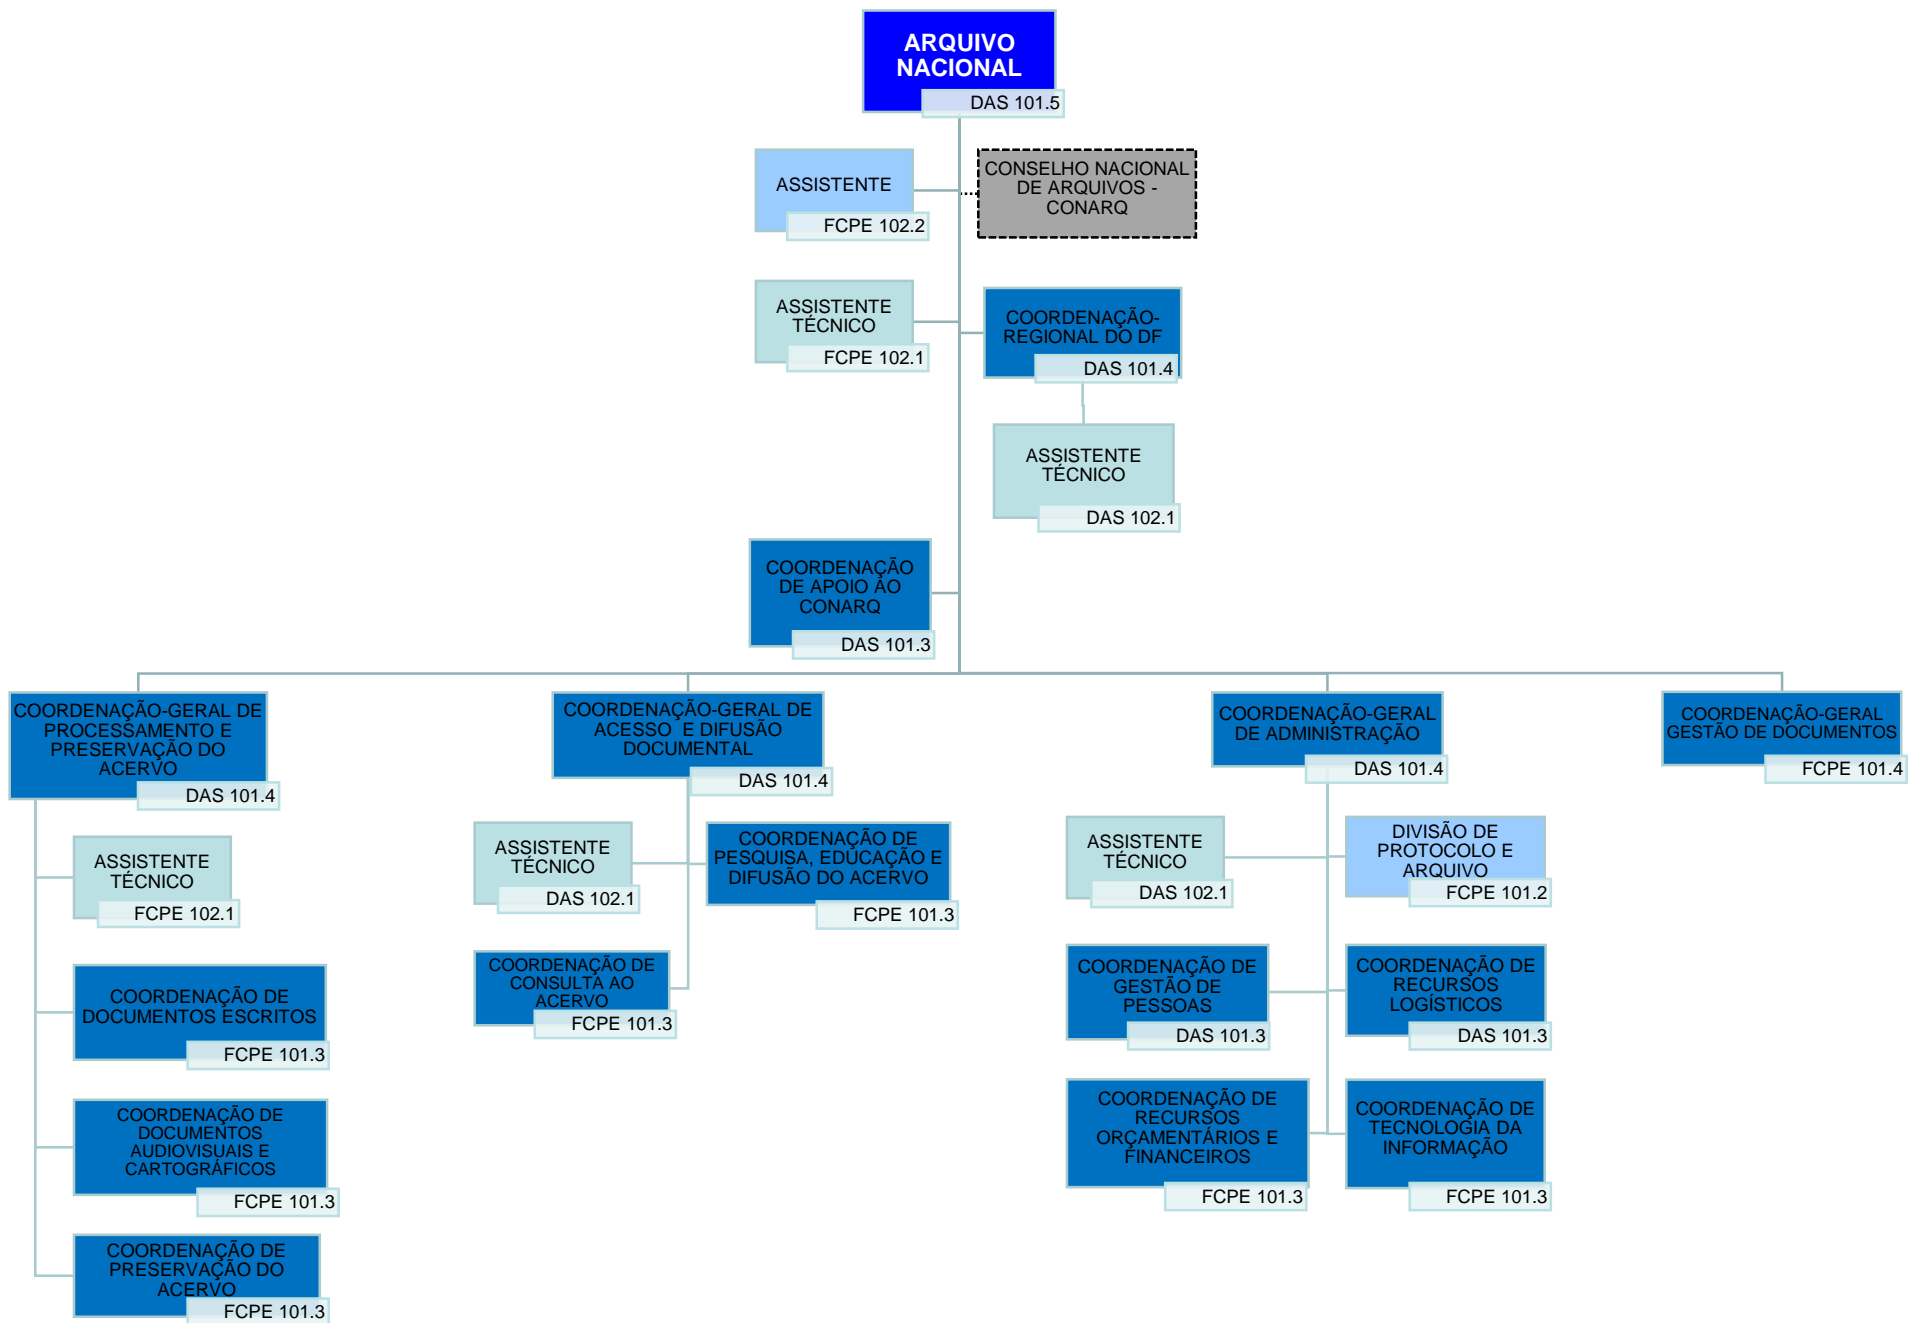 ARQUIVO
NACIONAL
DAS 101.5
ASSISTENTE
FCPE 102.2
CONSELHO NACIONAL
DE ARQUIVOS -
CONARQ
ASSISTENTE
TÉCNICO
FCPE 102.1
COORDENAÇÃO-
REGIONAL DO DF
DAS 101.4
ASSISTENTE
TÉCNICO
DAS 102.1
COORDENAÇÃO
DE APOIO AO
CONARQ
DAS 101.3
COORDENAÇÃO-GERAL DE
PROCESSAMENTO E
PRESERVAÇÃO DO
ACERVO
DAS 101.4
ASSISTENTE
TÉCNICO
FCPE 102.1
COORDENAÇÃO DE
DOCUMENTOS ESCRITOS
FCPE 101.3
COORDENAÇÃO DE
DOCUMENTOS
AUDIOVISUAIS E
CARTOGRÁFICOS
FCPE 101.3
COORDENAÇÃO DE
PRESERVAÇÃO DO
ACERVO
FCPE 101.3
COORDENAÇÃO-GERAL DE
ACESSO E DIFUSÃO
DOCUMENTAL
DAS 101.4
ASSISTENTE
TÉCNICO
DAS 102.1
COORDENAÇÃO DE
PESQUISA, EDUCAÇÃO E
DIFUSÃO DO ACERVO
FCPE 101.3
COORDENAÇÃO DE
CONSULTA AO
ACERVO
FCPE 101.3
COORDENAÇÃO-GERAL
DE ADMINISTRAÇÃO
DAS 101.4
ASSISTENTE
TÉCNICO
DAS 102.1
DIVISÃO DE
PROTOCOLO E
ARQUIVO
FCPE 101.2
COORDENAÇÃO DE
GESTÃO DE
PESSOAS
DAS 101.3
COORDENAÇÃO DE
RECURSOS
LOGÍSTICOS
DAS 101.3
COORDENAÇÃO DE
RECURSOS
ORÇAMENTÁRIOS E
FINANCEIROS
FCPE 101.3
COORDENAÇÃO DE
TECNOLOGIA DA
INFORMAÇÃO
FCPE 101.3
COORDENAÇÃO-GERAL
GESTÃO DE DOCUMENTOS
FCPE 101.4